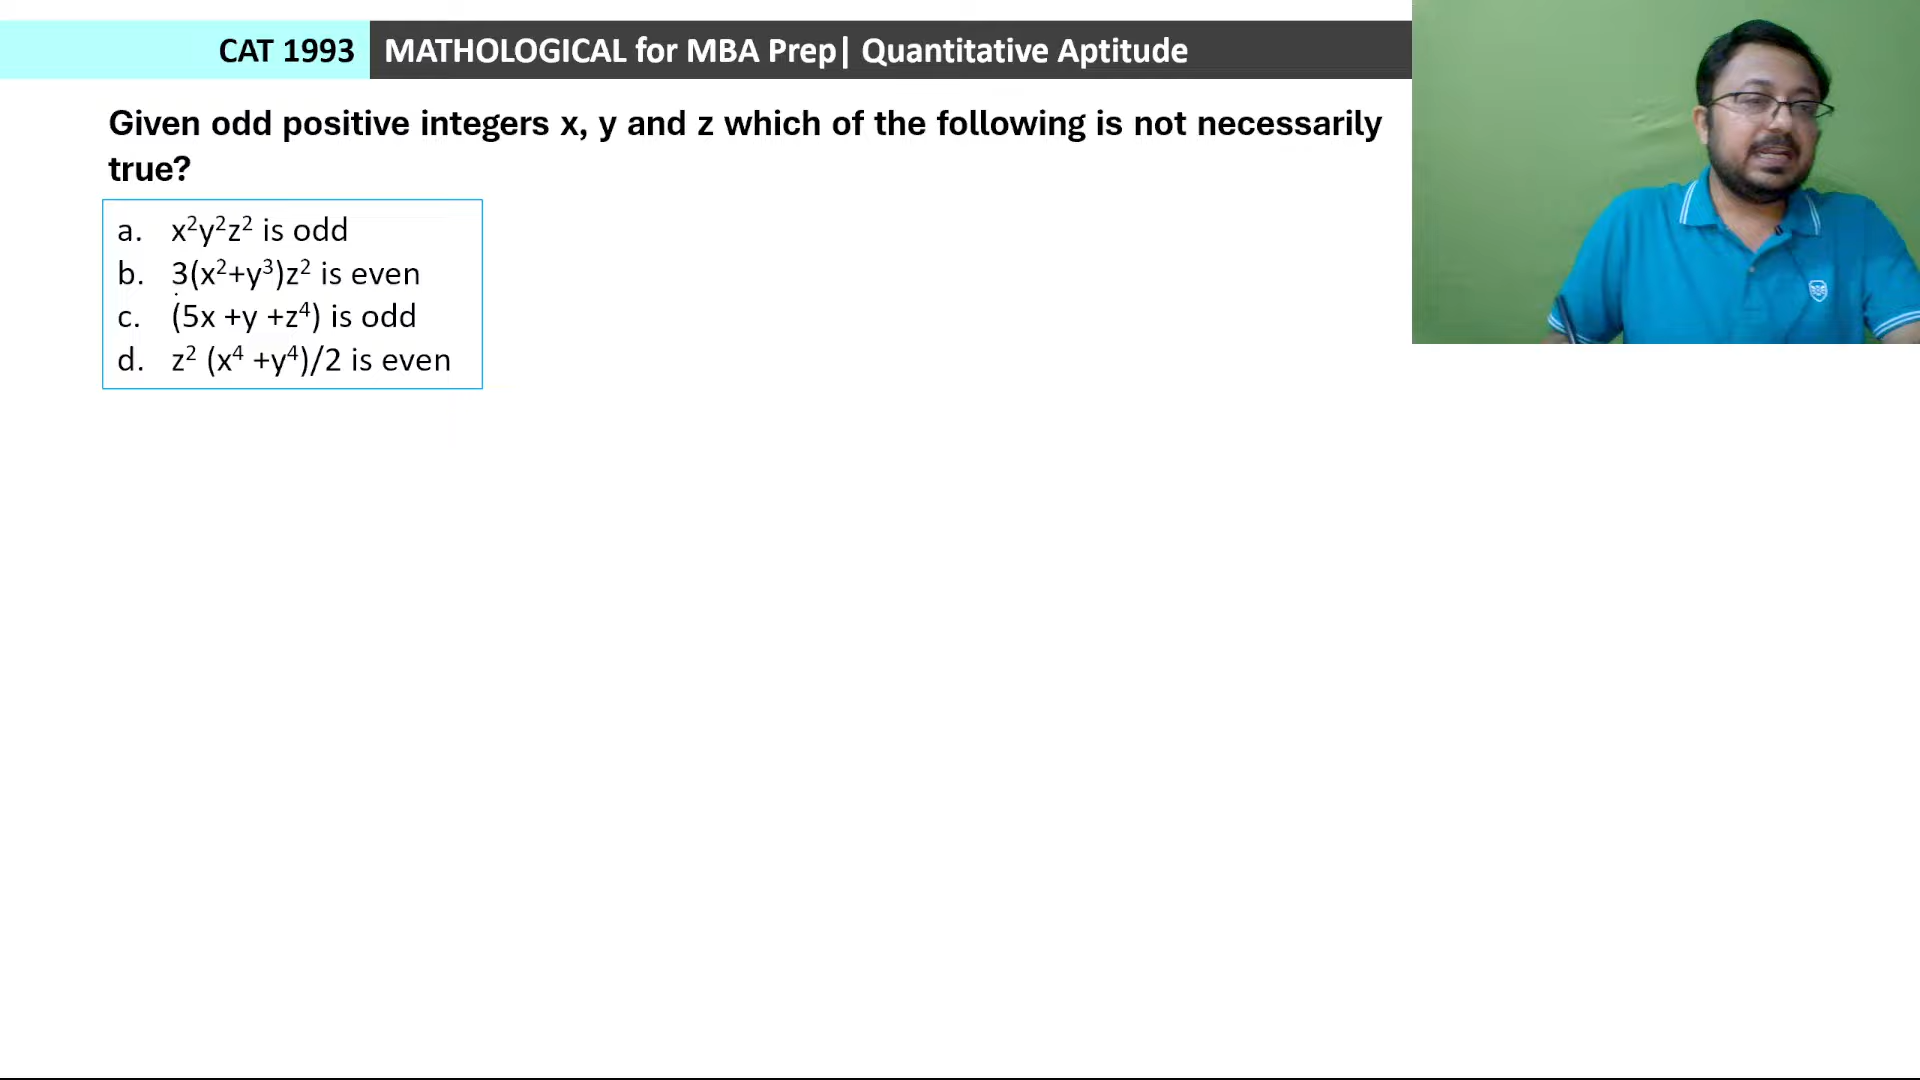 CAT 1993 MATHOLOGICAL for MBA Prep| Quantitative Aptitude
Given odd positive integers x, y and z which of the following is not necessarily
true?
a. x²y²z² is odd
b. 3(x²+y³)z² is even
c. (5x +y +z⁴) is odd
d. z² (x⁴ +y⁴)/2 is even